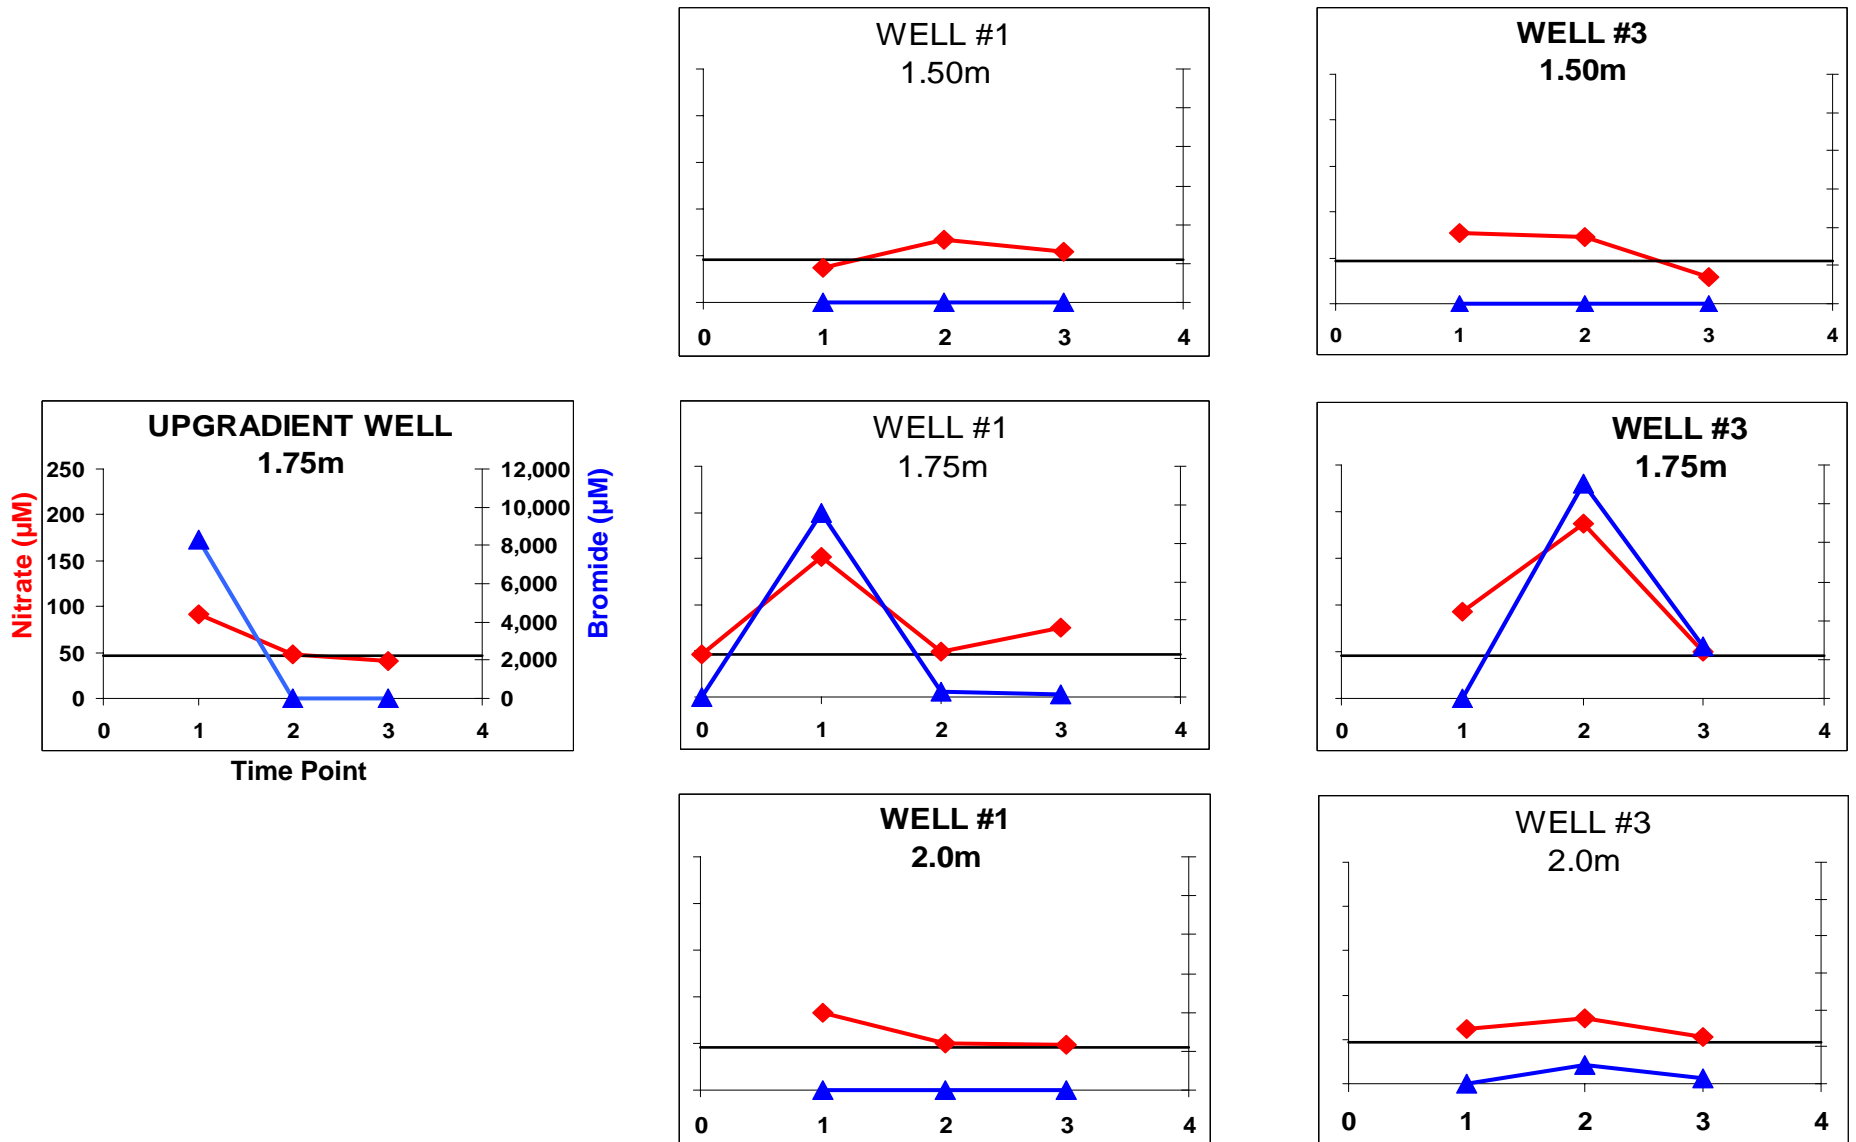 WELL #1
1.50m
0 1 2 3 4
WELL #3
1.50m
0 1 2 3 4
UPGRADIENT WELL
1.75m
Nitrate (µM)
250
200
150
100
50
0
12,000
10,000
8,000
6,000
4,000
2,000
0
Bromide (µM)
0 1 2 3 4
Time Point
WELL #1
1.75m
0 1 2 3 4
WELL #3
1.75m
0 1 2 3 4
WELL #1
2.0m
0 1 2 3 4
WELL #3
2.0m
0 1 2 3 4